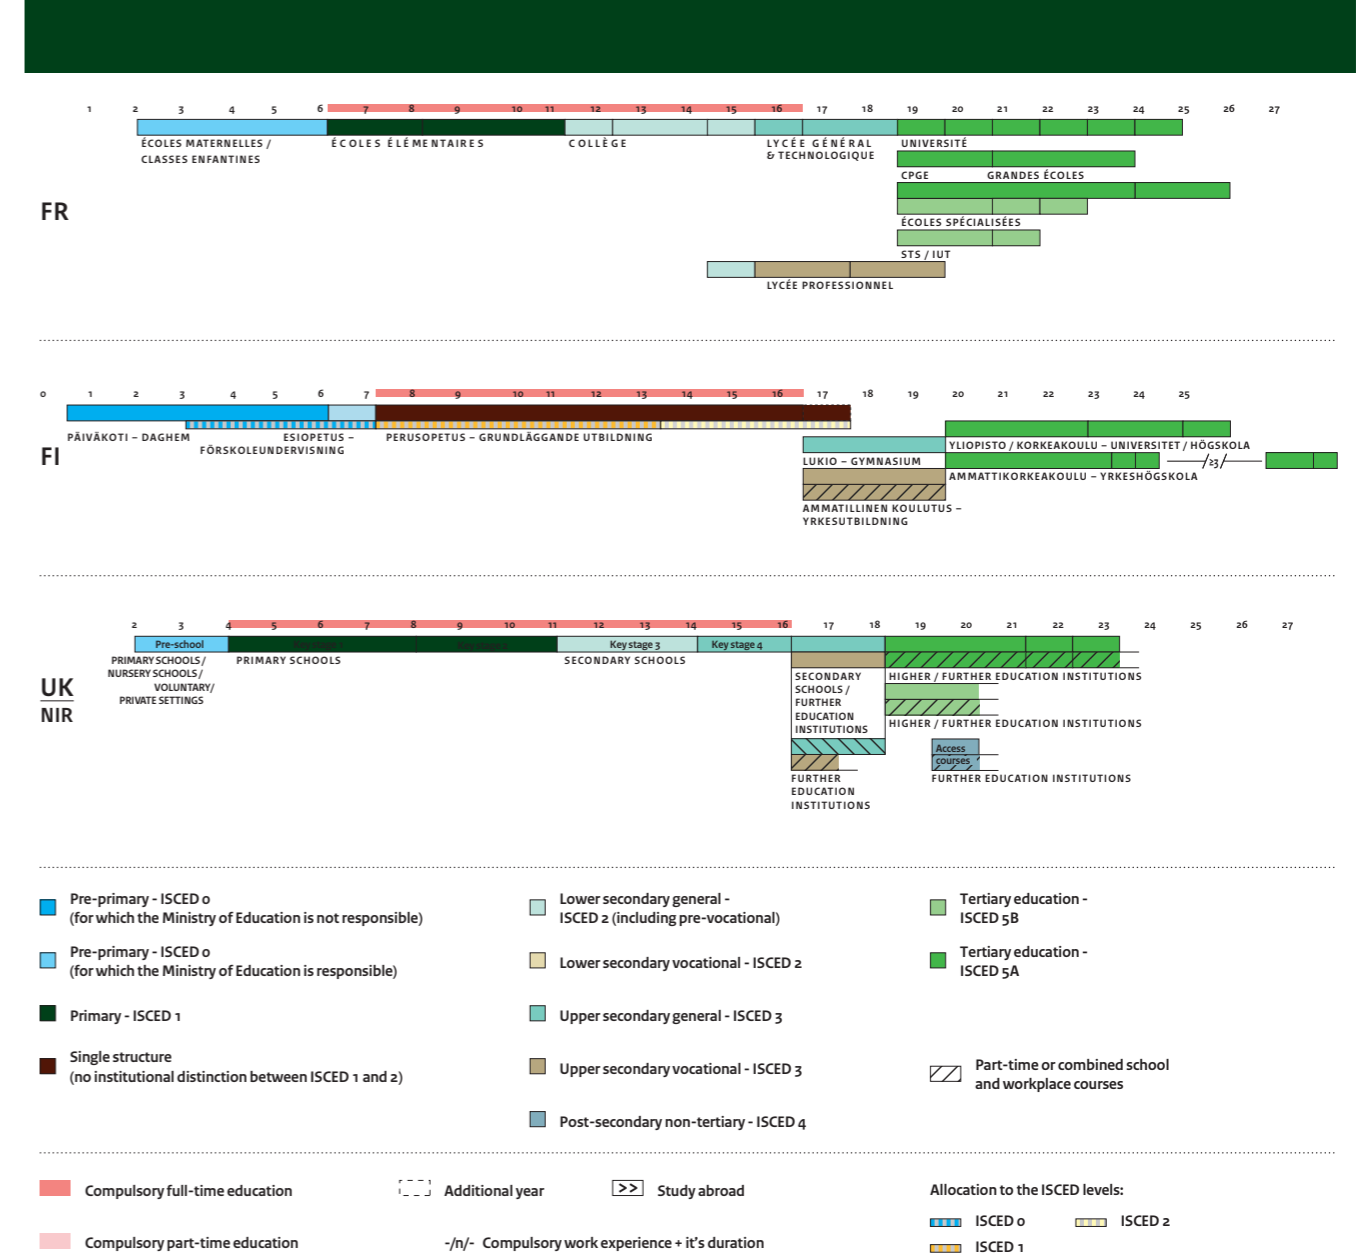 1 2 3 4 5 6 7 8 9 10 11 12 13 14 15 16 17 18 19 20 21 22 23 24 25 26 27
ÉCOLES MATERNELLES / ÉCOLES ÉLÉMENTAIRES COLLÈGE LYCÉE GÉNÉRAL UNIVERSITÉ
CLASSES ENFANTINES & TECHNOLOGIQUE
CPGE GRANDES ÉCOLES
FR
ÉCOLES SPÉCIALISÉES
STS / IUT
LYCÉE PROFESSIONNEL
0 1 2 3 4 5 6 7 8 9 10 11 12 13 14 15 16 17 18 19 20 21 22 23 24 25
PÄIVÄKOTI – DAGHEM ESIOPETUS – PERUSOPETUS – GRUNDLÄGGANDE UTBILDNING YLIOPISTO / KORKEAKOULU – UNIVERSITET / HÖGSKOLA
FÖRSKOLEUNDERVISNING
FI
LUKIO – GYMNASIUM /23/
AMMATTIKORKEAKOULU – YRKESHÖGSKOLA
AMMATILLINEN KOULUTUS –
YRKESUTBILDNING
2 3 4 5 6 7 8 9 10 11 12 13 14 15 16 17 18 19 20 21 22 23 24 25 26 27
Pre-school Key stage 3 Key stage 4
PRIMARY SCHOOLS / PRIMARY SCHOOLS SECONDARY SCHOOLS
NURSERY SCHOOLS /
VOLUNTARY/
PRIVATE SETTINGS
UK
NIR
SECONDARY
SCHOOLS /
FURTHER
EDUCATION
INSTITUTIONS
HIGHER / FURTHER EDUCATION INSTITUTIONS
HIGHER / FURTHER EDUCATION INSTITUTIONS
Access
courses
FURTHER
EDUCATION
INSTITUTIONS
FURTHER EDUCATION INSTITUTIONS
Pre-primary - ISCED 0
(for which the Ministry of Education is not responsible)
Pre-primary - ISCED 0
(for which the Ministry of Education is responsible)
Primary - ISCED 1
Single structure
(no institutional distinction between ISCED 1 and 2)
Lower secondary general -
ISCED 2 (including pre-vocational)
Lower secondary vocational - ISCED 2
Upper secondary general - ISCED 3
Upper secondary vocational - ISCED 3
Post-secondary non-tertiary - ISCED 4
Tertiary education -
ISCED 5B
Tertiary education -
ISCED 5A
Part-time or combined school
and workplace courses
Compulsory full-time education
Compulsory part-time education
Additional year
-/n/- Compulsory work experience + it's duration
>> Study abroad
Allocation to the ISCED levels:
ISCED 0 ISCED 2
ISCED 1